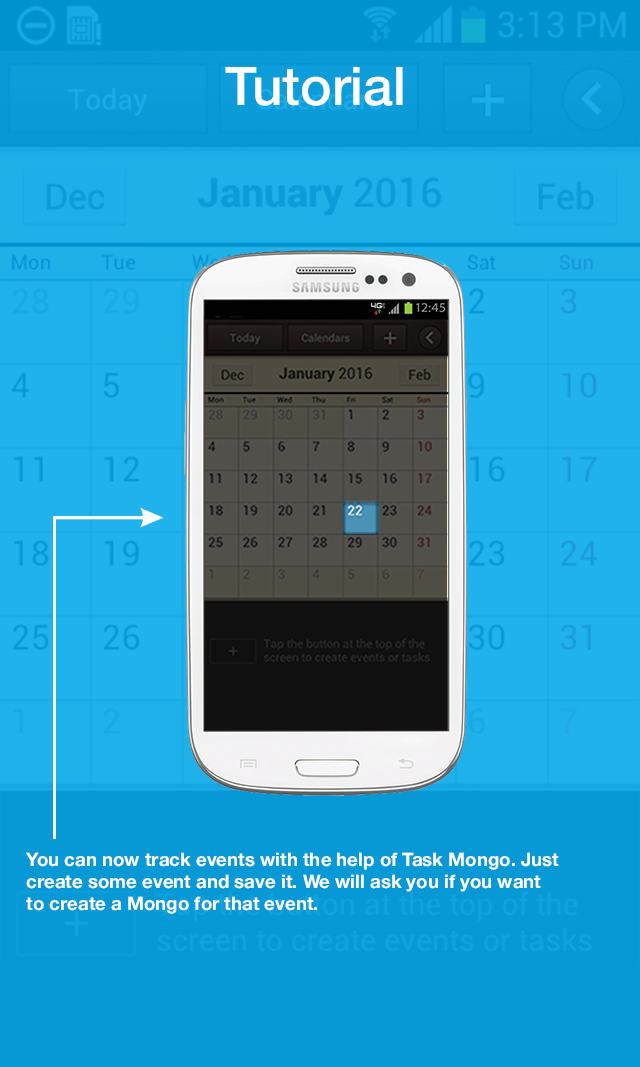 3:13 PM
Tutorial
Today
+
Dec
January 2016
Feb
Mon Tue Sat Sun
28 29 2 3
4 5 9 10
11 12 16 17
18 19 23 24
25 26 30 31
1 2 6 7
SAMSUNG
4G 12:45
Today Calendars +
Dec January 2016 Feb
Mon Tue Wed Thu Fri Sat Sun
28 29 30 31 1 2 3
4 5 6 7 8 9 10
11 12 13 14 15 16 17
18 19 20 21 22 23 24
25 26 27 28 29 30 31
1 2 3 4 5 6 7
+ Tap the button at the top of the
screen to create events or tasks
You can now track events with the help of Task Mongo. Just
create some event and save it. We will ask you if you want
to create a Mongo for that event.
+ button at the top of the
screen to create events or tasks